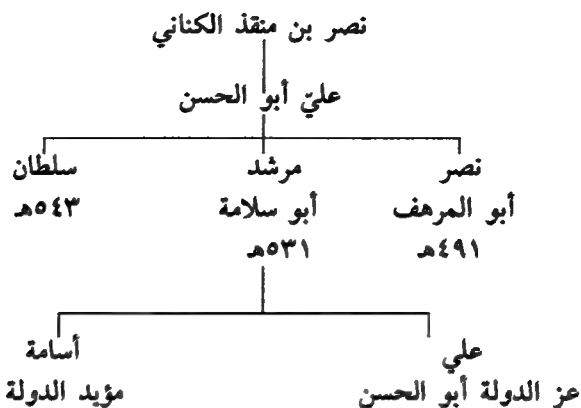 نصر بن منقذ الكناني
عليّ أبو الحسن
نصر مرشد سلطان
أبو المرهف أبو سلامة ٥٤٣هـ
٤٩١هـ ٥٣١هـ
علي أسامة
عز الدولة أبو الحسن مؤيد الدولة